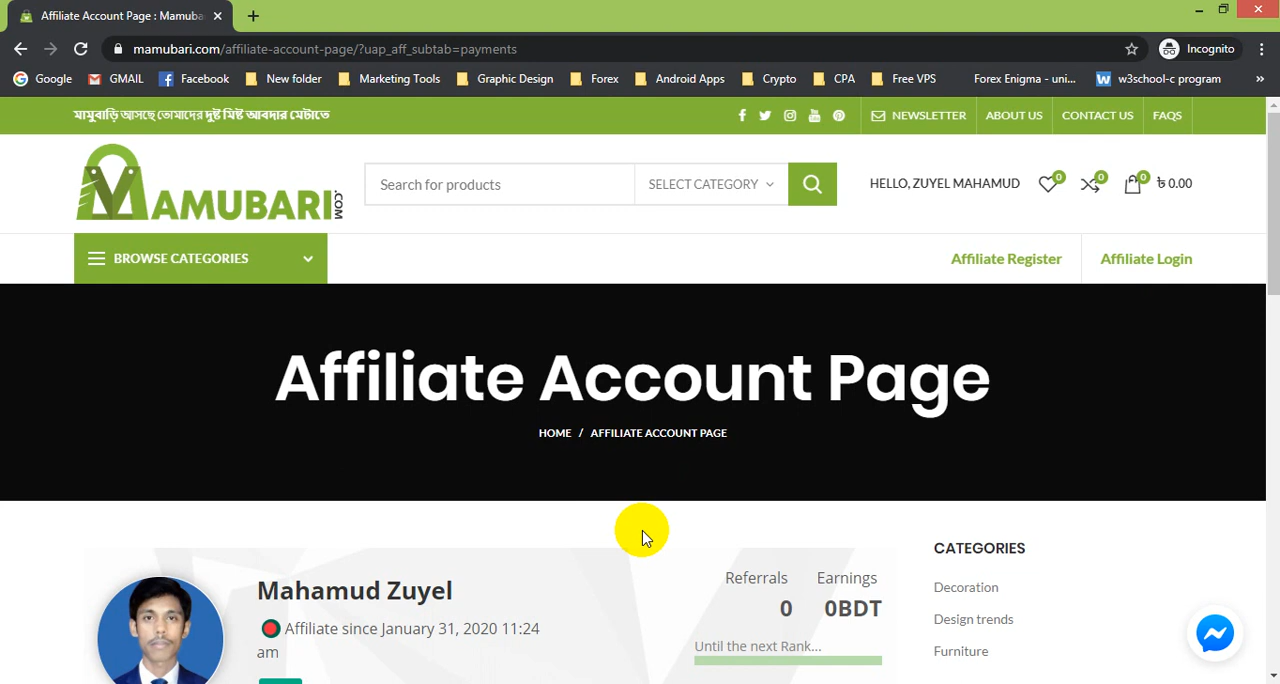 Affiliate Account Page : Mamuba
mamubari.com/affiliate-account-page/?uap_aff_subtab=payments
Incognito
Google GMAIL Facebook New folder Marketing Tools Graphic Design Forex Android Apps Crypto CPA Free VPS Forex Enigma - uni... w3school-c program »
মামুবাড়ি আসছে তোমাদের দুষ্ট মিষ্ট আবদার মেটাতে
NEWSLETTER ABOUT US CONTACT US FAQS
MAMUBARI.COM
Search for products SELECT CATEGORY
HELLO, ZUYEL MAHAMUD 0 0 0 ৳ 0.00
BROWSE CATEGORIES
Affiliate Register Affiliate Login
Affiliate Account Page
HOME / AFFILIATE ACCOUNT PAGE
Mahamud Zuyel
Affiliate since January 31, 2020 11:24
am
Referrals Earnings
0 0BDT
Until the next Rank...
CATEGORIES
Decoration
Design trends
Furniture